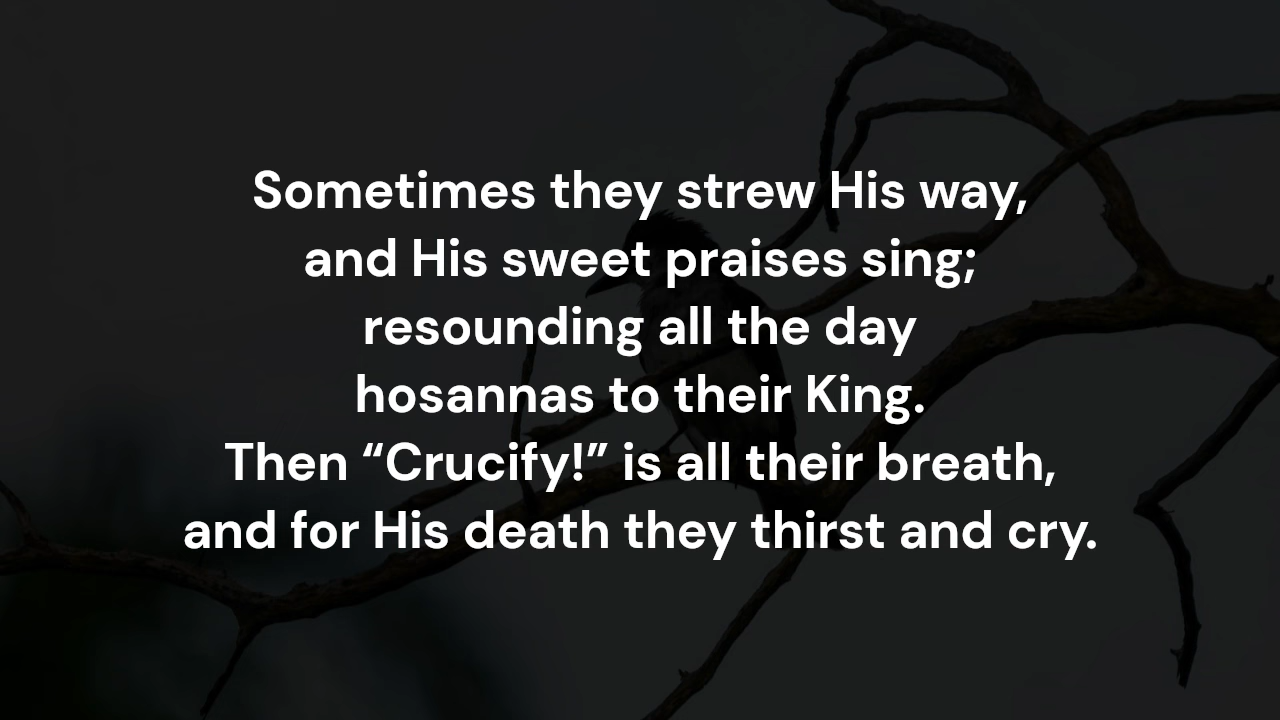 Sometimes they strew His way,
and His sweet praises sing;
resounding all the day
hosannas to their King.
Then “Crucify!” is all their breath,
and for His death they thirst and cry.